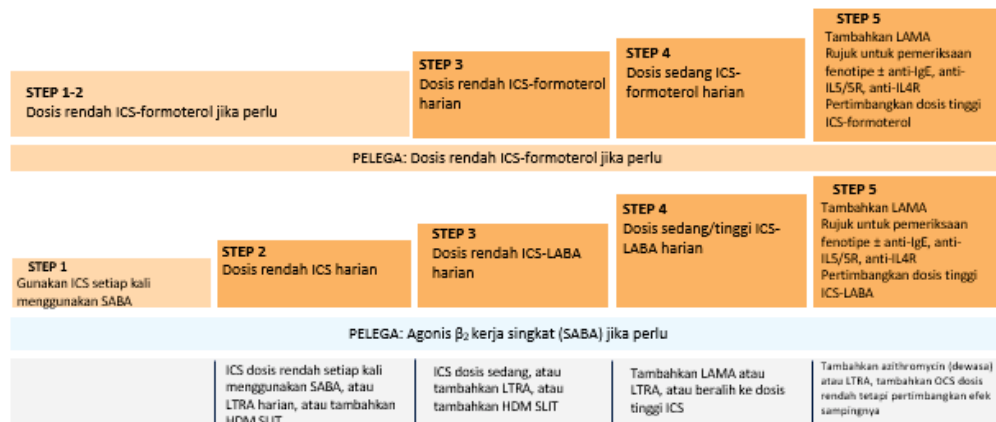 STEP 1-2
Dosis rendah ICS-formoterol jika perlu
STEP 3
Dosis rendah ICS-formoterol
harian
STEP 4
Dosis sedang ICS-
formoterol harian
STEP 5
Tambahkan LAMA
Rujuk untuk pemeriksaan
fenotipe ± anti-IgE, anti-
IL5/5R, anti-IL4R
Pertimbangkan dosis tinggi
ICS-formoterol
PELEGA: Dosis rendah ICS-formoterol jika perlu
STEP 1
Gunakan ICS setiap kali
menggunakan SABA
STEP 2
Dosis rendah ICS harian
STEP 3
Dosis rendah ICS-LABA
harian
STEP 4
Dosis sedang/tinggi ICS-
LABA harian
STEP 5
Tambahkan LAMA
Rujuk untuk pemeriksaan
fenotipe ± anti-IgE, anti-
IL5/5R, anti-IL4R
Pertimbangkan dosis tinggi
ICS-LABA
PELEGA: Agonis β₂ kerja singkat (SABA) jika perlu
ICS dosis rendah setiap kali
menggunakan SABA, atau
LTRA harian, atau tambahkan
HDM SLIT
ICS dosis sedang, atau
tambahkan LTRA, atau
tambahkan HDM SLIT
Tambahkan LAMA atau
LTRA, atau beralih ke dosis
tinggi ICS
Tambahkan azithromycin (dewasa)
atau LTRA, tambahkan OCS dosis
rendah tetapi pertimbangkan efek
sampingnya